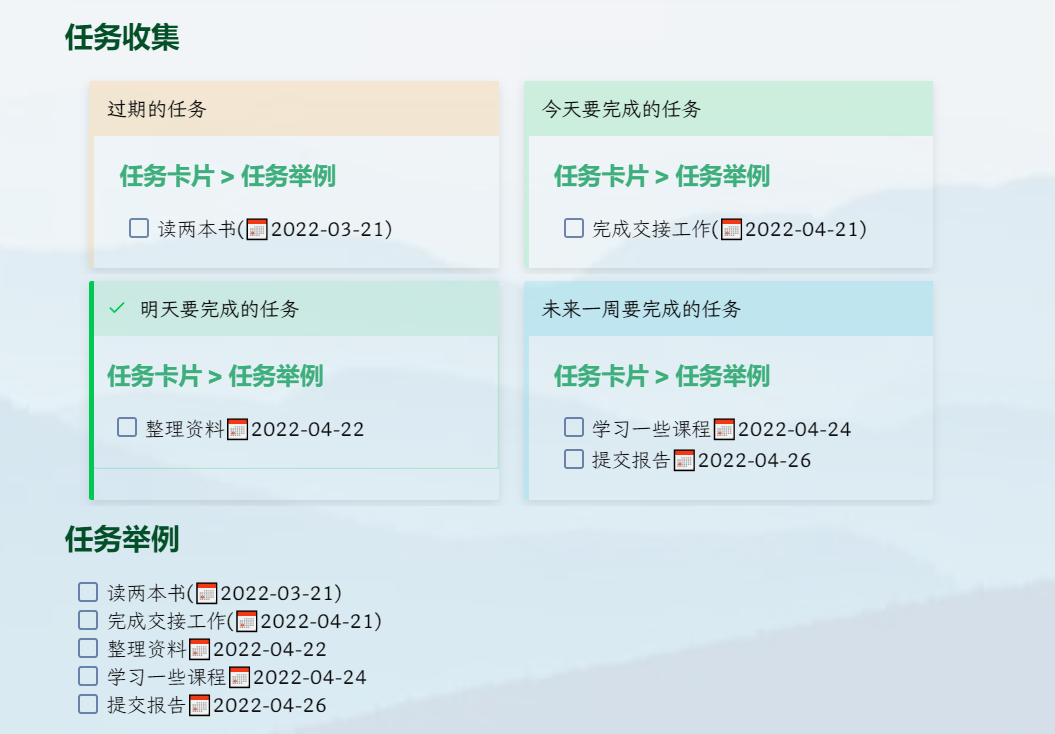 任务收集
过期的任务
任务卡片 > 任务举例
读两本书(📅2022-03-21)
今天要完成的任务
任务卡片 > 任务举例
完成交接工作(📅2022-04-21)
明天要完成的任务
任务卡片 > 任务举例
整理资料📅2022-04-22
未来一周要完成的任务
任务卡片 > 任务举例
学习一些课程📅2022-04-24
提交报告📅2022-04-26
任务举例
读两本书(📅2022-03-21)
完成交接工作(📅2022-04-21)
整理资料📅2022-04-22
学习一些课程📅2022-04-24
提交报告📅2022-04-26